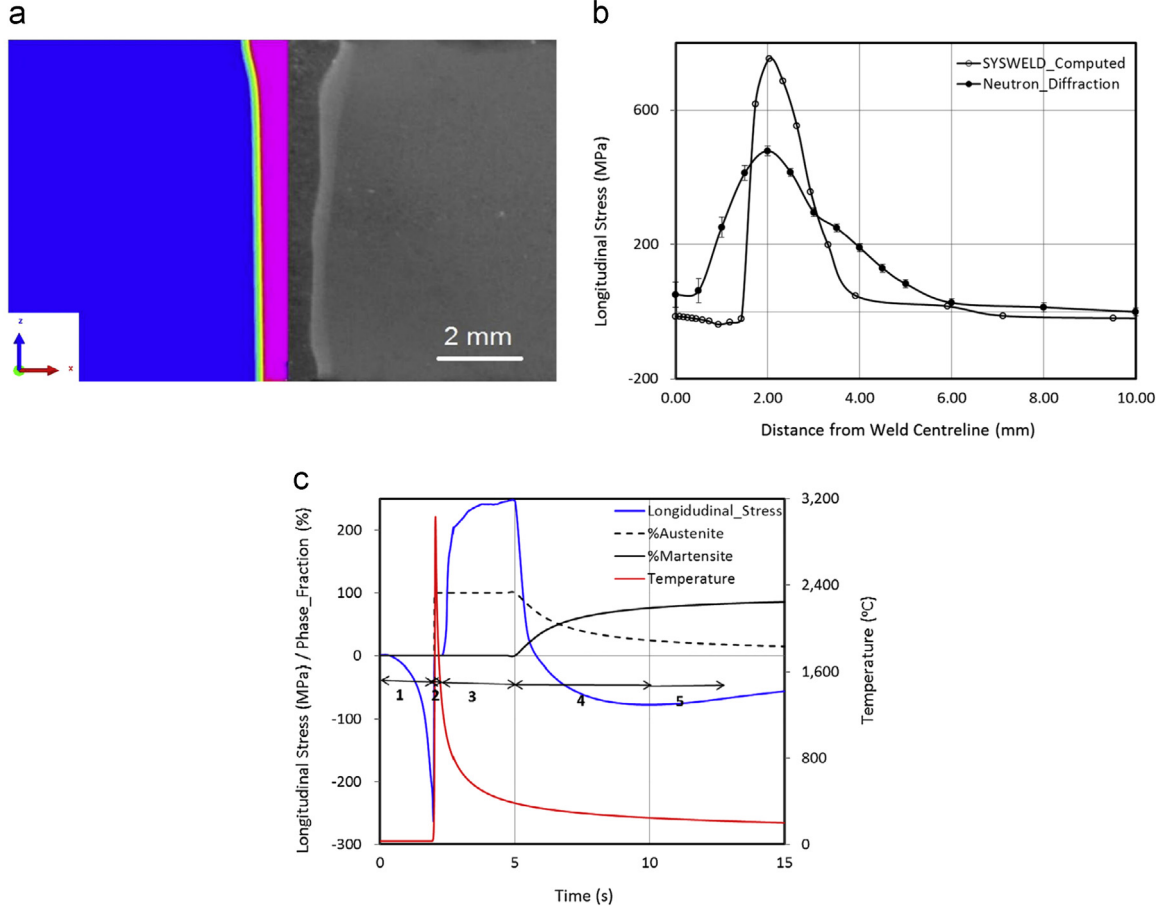 a
z
x
2 mm
b
SYSWELD_Computed
Neutron_Diffraction
Longitudinal Stress (MPa)
600
200
-200
0.00 2.00 4.00 6.00 8.00 10.00
Distance from Weld Centreline (mm)
c
Longidudinal_Stress
%Austenite
%Martensite
Temperature
Longitudinal Stress (MPa) / Phase_Fraction (%)
200
100
0
-100
-200
-300
3,200
2,400
1,600
800
0
Temperature (ºC)
1 2 3 4 5
0 5 10 15
Time (s)